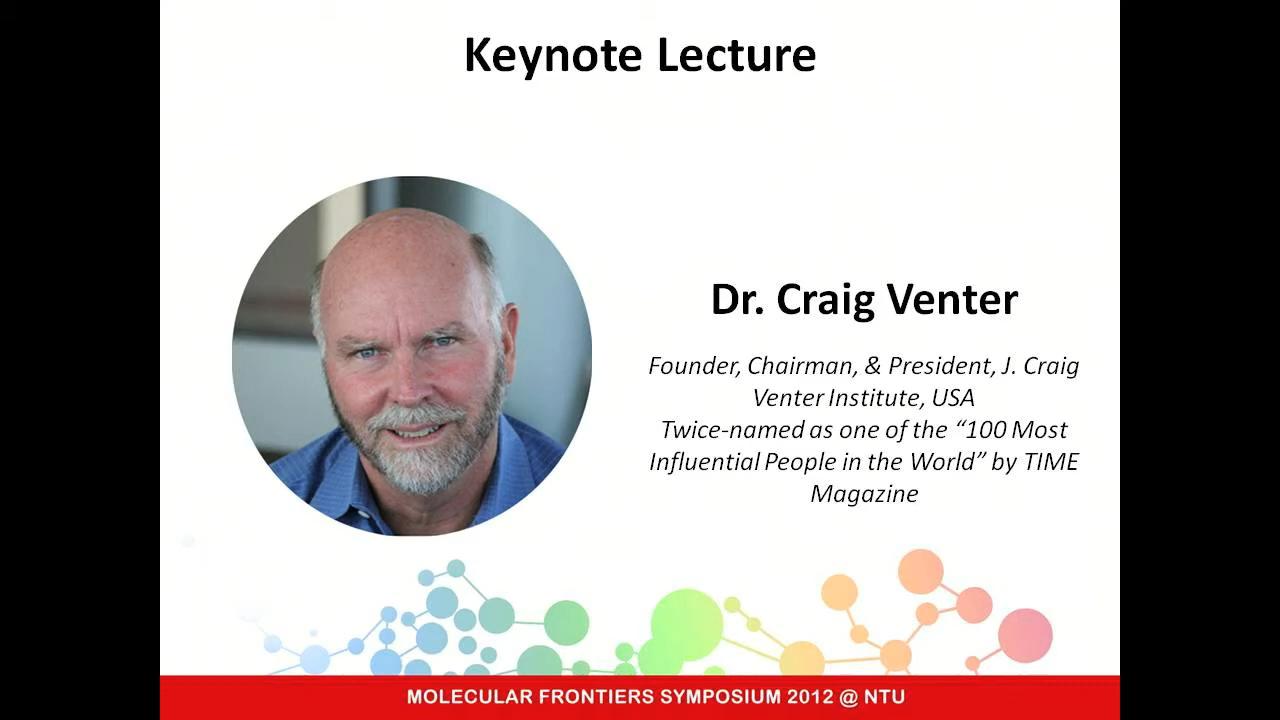 Keynote Lecture
Dr. Craig Venter
Founder, Chairman, & President, J. Craig
Venter Institute, USA
Twice-named as one of the “100 Most
Influential People in the World” by TIME
Magazine
MOLECULAR FRONTIERS SYMPOSIUM 2012 @ NTU